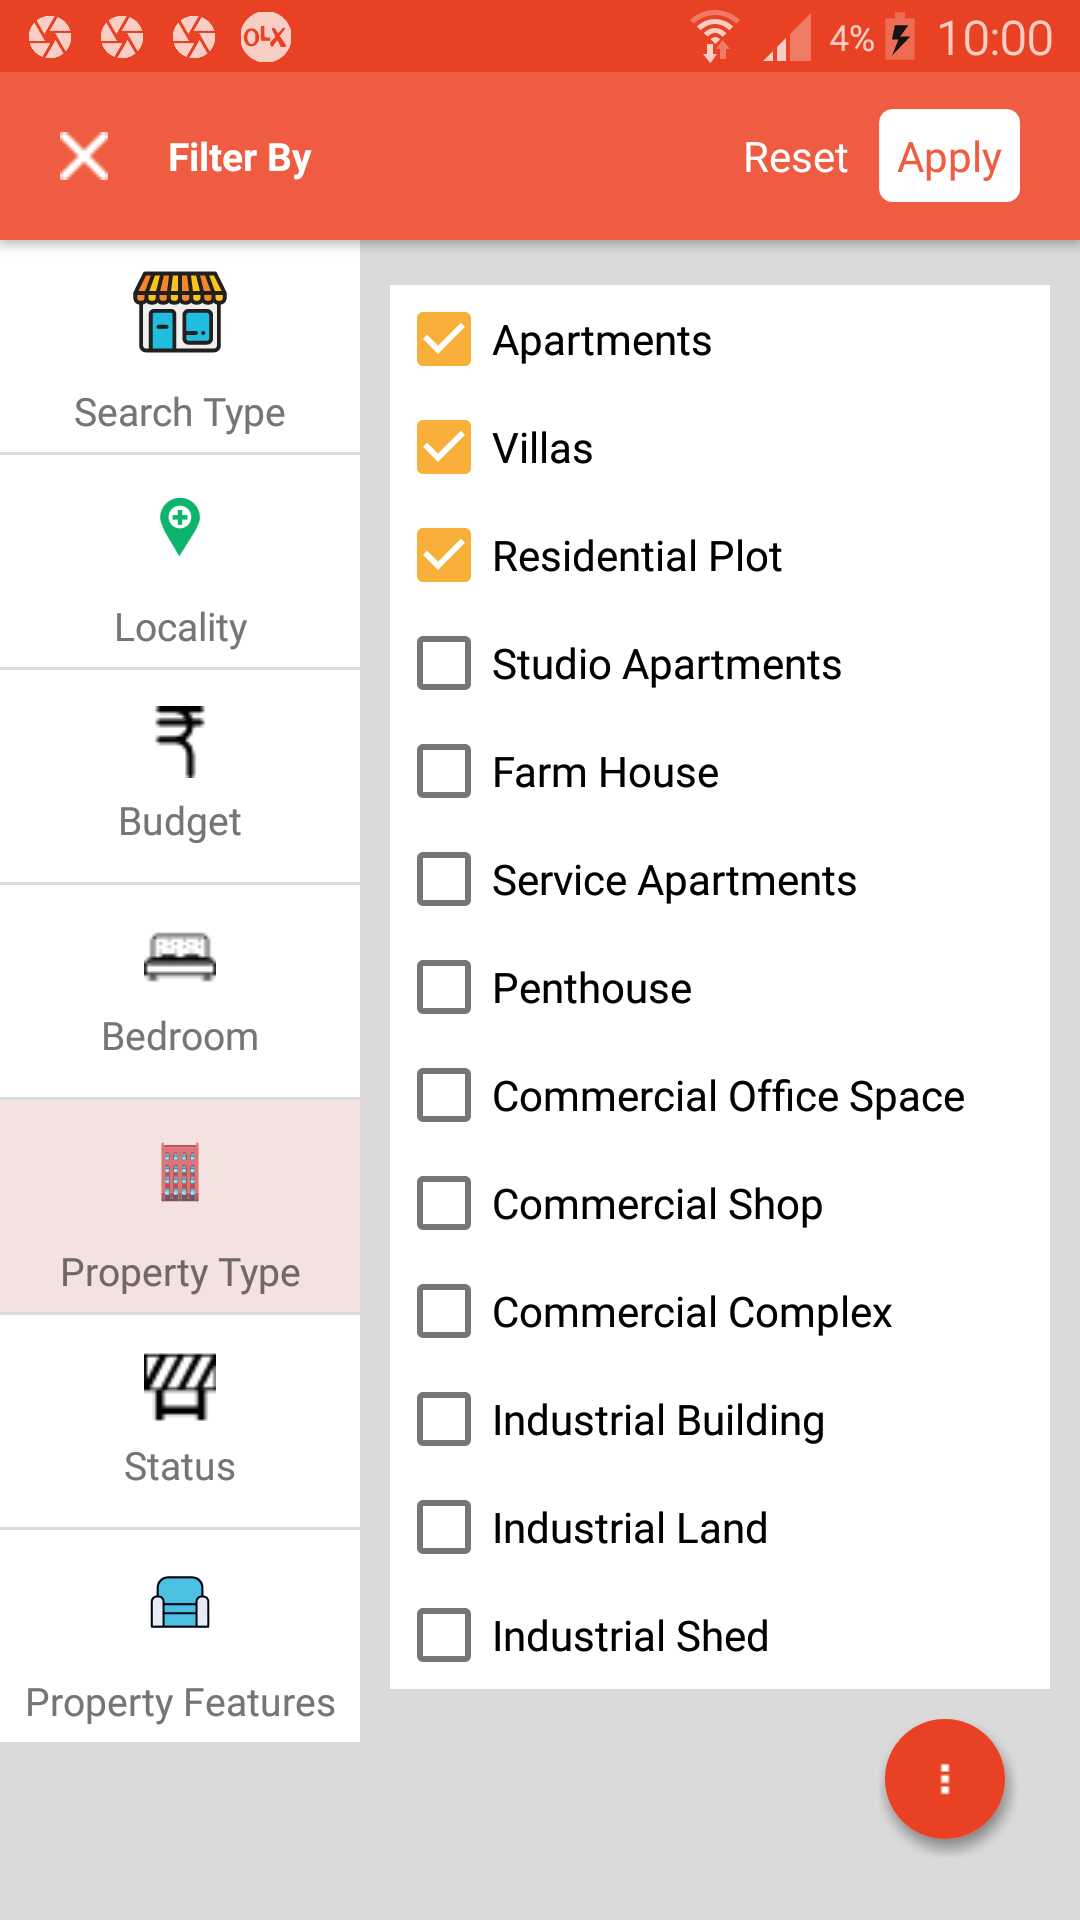 OLX 4% 10:00
Filter By Reset Apply
Search Type
Locality
Budget
Bedroom
Property Type
Status
Property Features
Apartments
Villas
Residential Plot
Studio Apartments
Farm House
Service Apartments
Penthouse
Commercial Office Space
Commercial Shop
Commercial Complex
Industrial Building
Industrial Land
Industrial Shed